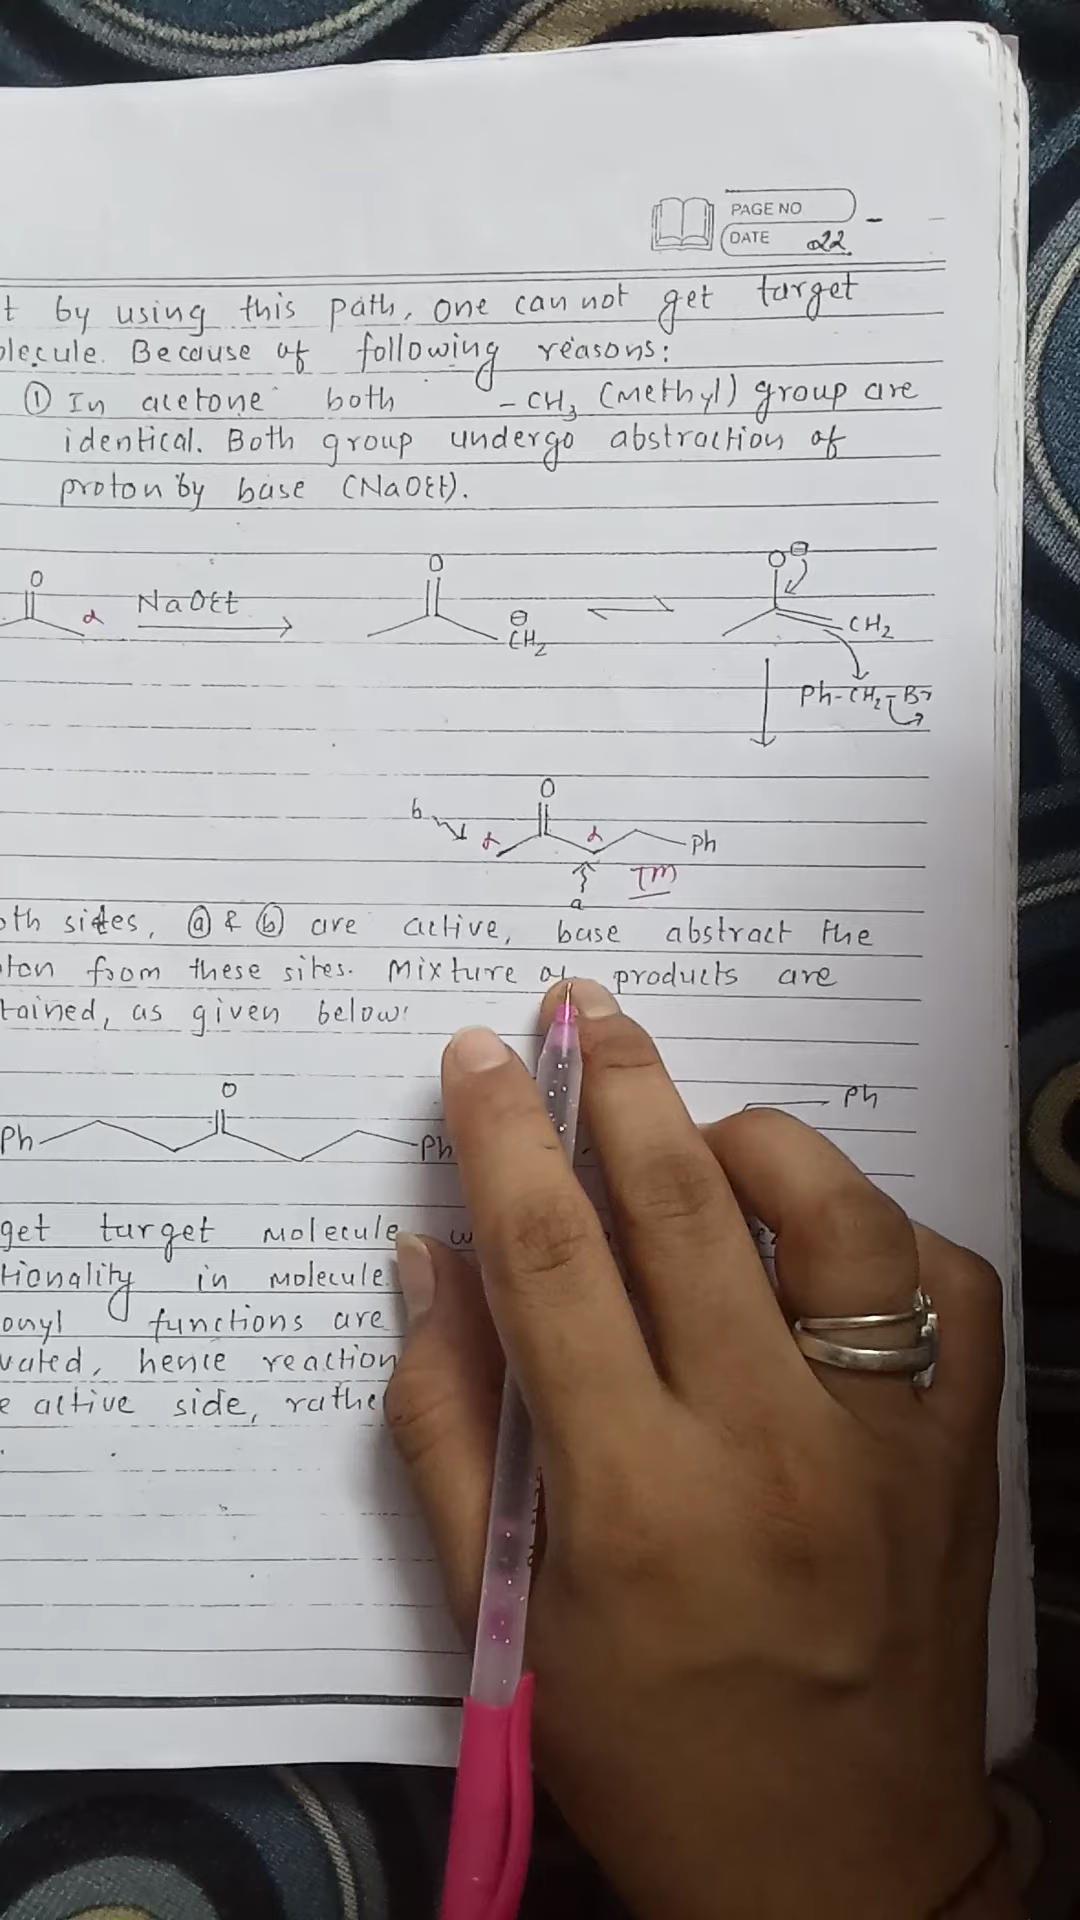 PAGE NO
DATE 22
t by using this path, one can not get target
olecule. Because of following reasons:
① In acetone both -CH₃ (methyl) group are
identical. Both group undergo abstraction of
proton by base (NaOEt).
O O O⊖
α NaOEt ⊖CH₂ CH₂
Ph-CH₂-Br
O
b α α Ph
TM
a
oth sides, ⓐ & ⓑ are active, base abstract the
oton from these sites. Mixture of products are
tained, as given below:
O Ph
Ph Ph
get target molecule w
tionality in molecule.
onyl functions are
vated, hence reaction
e active side, rathe